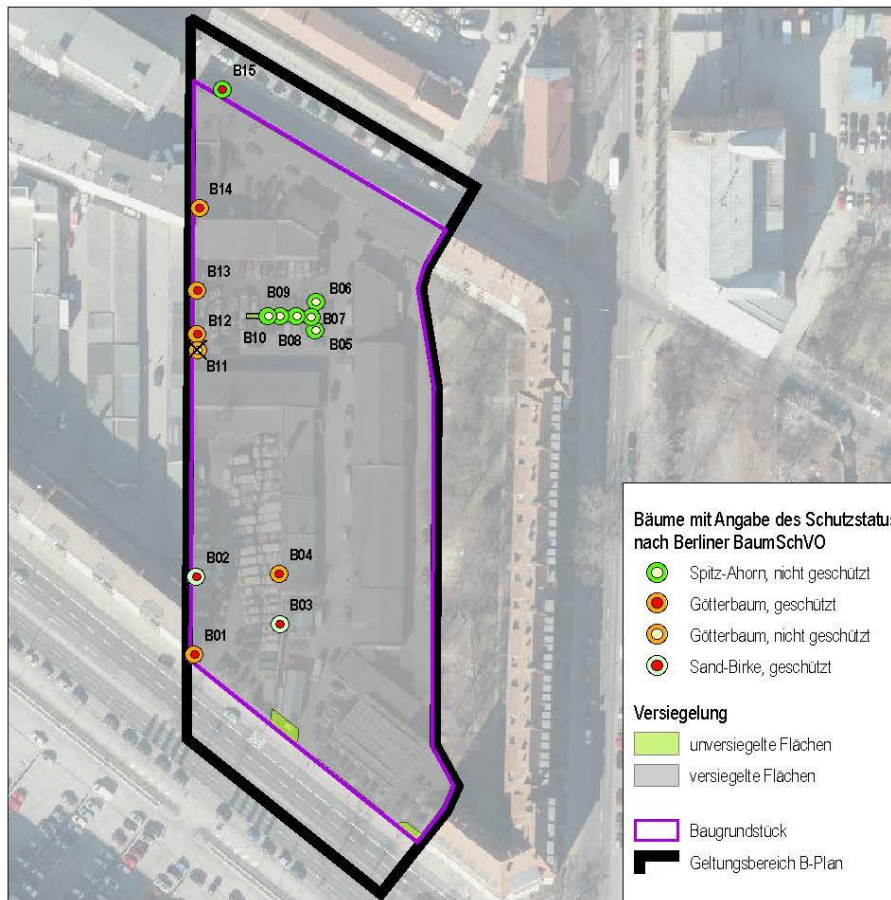 B15
B14
B13
B09
B06
B12
B07
B10
B08
B05
B11
B02
B04
B03
B01
Bäume mit Angabe des Schutzstatus
nach Berliner BaumSchVO
Spitz-Ahorn, nicht geschützt
Götterbaum, geschützt
Götterbaum, nicht geschützt
Sand-Birke, geschützt
Versiegelung
unversiegelte Flächen
versiegelte Flächen
Baugrundstück
Geltungsbereich B-Plan